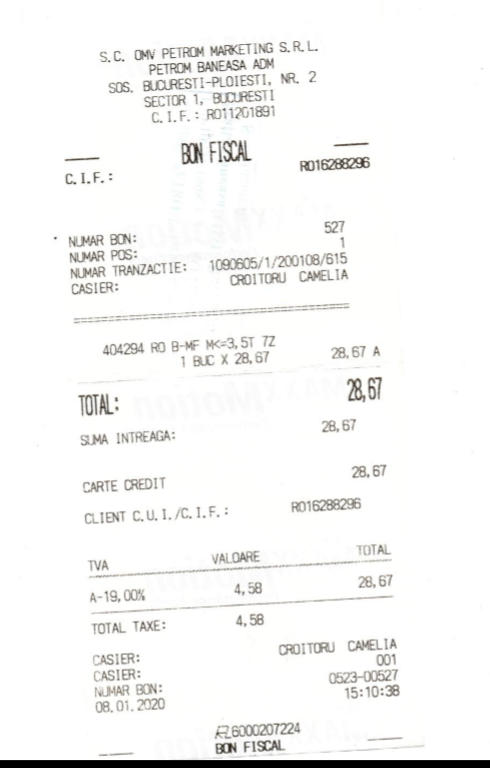 S.C. OMV PETROM MARKETING S.R.L.
PETROM BANEASA ADM
SOS. BUCURESTI-PLOIESTI, NR. 2
SECTOR 1, BUCURESTI
C.I.F.: RO11201891
BON FISCAL
C.I.F.: RO16288296
NUMAR BON: 527
NUMAR POS: 1
NUMAR TRANZACTIE: 1090605/1/200108/615
CASIER: CROITORU CAMELIA
404294 RO B-MF M<=3,5T 7Z
1 BUC X 28,67 28,67 A
TOTAL: 28,67
SUMA INTREAGA: 28,67
CARTE CREDIT 28,67
CLIENT C.U.I./C.I.F.: RO16288296
TVA VALOARE TOTAL
A-19,00% 4,58 28,67
TOTAL TAXE: 4,58
CASIER: CROITORU CAMELIA
CASIER: 001
NUMAR BON: 0523-00527
08.01.2020 15:10:38
6000207224
BON FISCAL